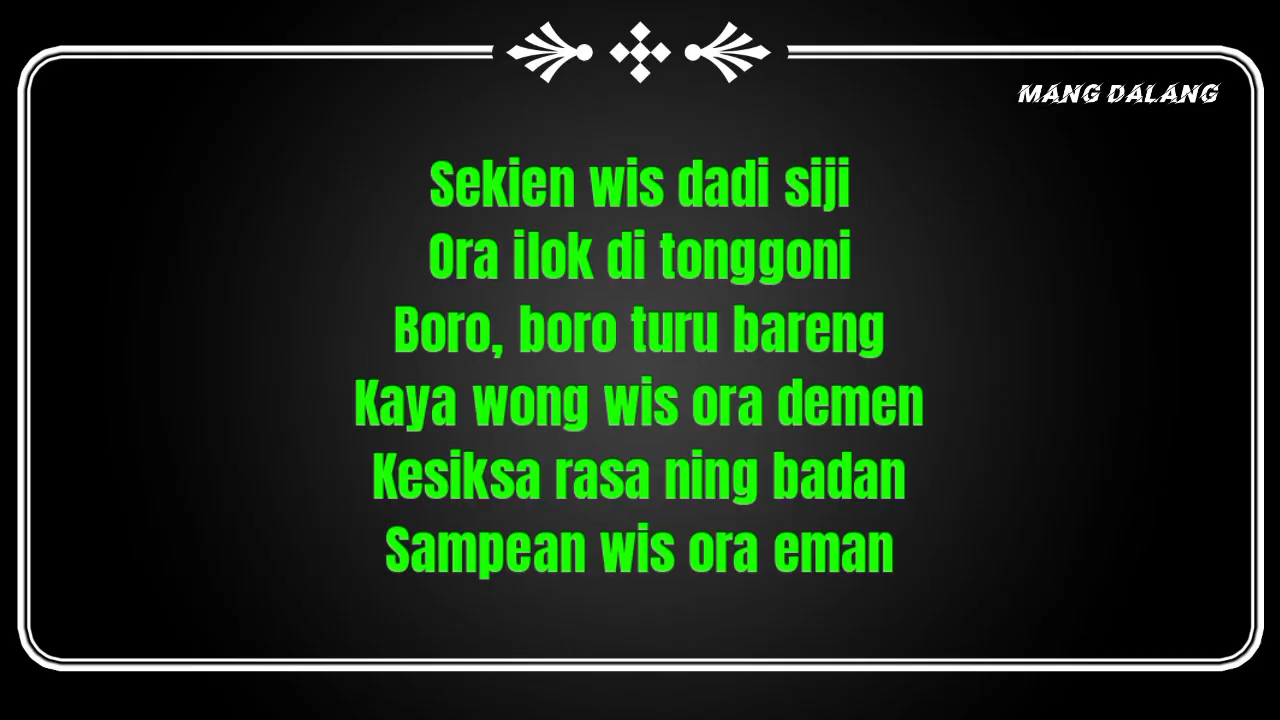 MANG DALANG
Sekien wis dadi siji
Ora ilok di tonggoni
Boro, boro turu bareng
Kaya wong wis ora demen
Kesiksa rasa ning badan
Sampean wis ora eman